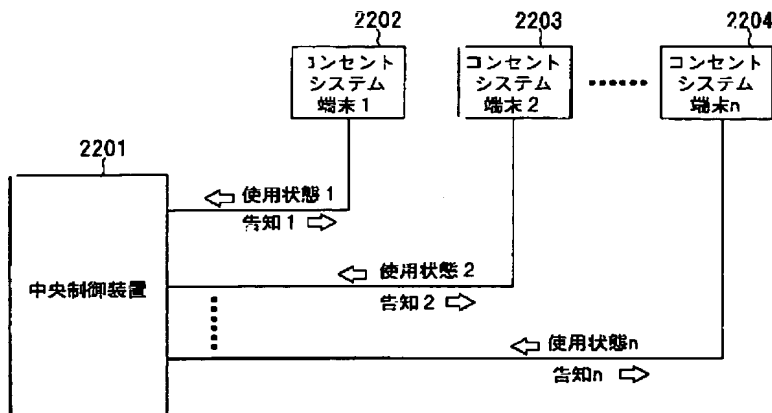 2202
2203
2204
コンセント
システム
端末1
コンセント
システム
端末2
コンセント
システム
端末n
2201
中央制御装置
使用状態1
告知1
使用状態2
告知2
使用状態n
告知n